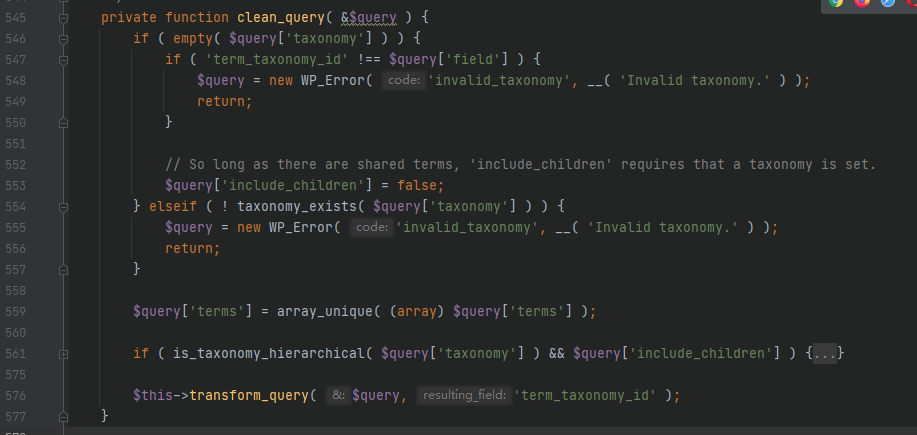 545 private function clean_query( &$query ) {
546 if ( empty( $query['taxonomy'] ) ) {
547 if ( 'term_taxonomy_id' !== $query['field'] ) {
548 $query = new WP_Error( code: 'invalid_taxonomy', __( 'Invalid taxonomy.' ) );
549 return;
550 }
551
552 // So long as there are shared terms, 'include_children' requires that a taxonomy is set.
553 $query['include_children'] = false;
554 } elseif ( ! taxonomy_exists( $query['taxonomy'] ) ) {
555 $query = new WP_Error( code: 'invalid_taxonomy', __( 'Invalid taxonomy.' ) );
556 return;
557 }
558
559 $query['terms'] = array_unique( (array) $query['terms'] );
560
561 if ( is_taxonomy_hierarchical( $query['taxonomy'] ) && $query['include_children'] ) {...}
575
576 $this->transform_query( &: $query, resulting_field: 'term_taxonomy_id' );
577 }